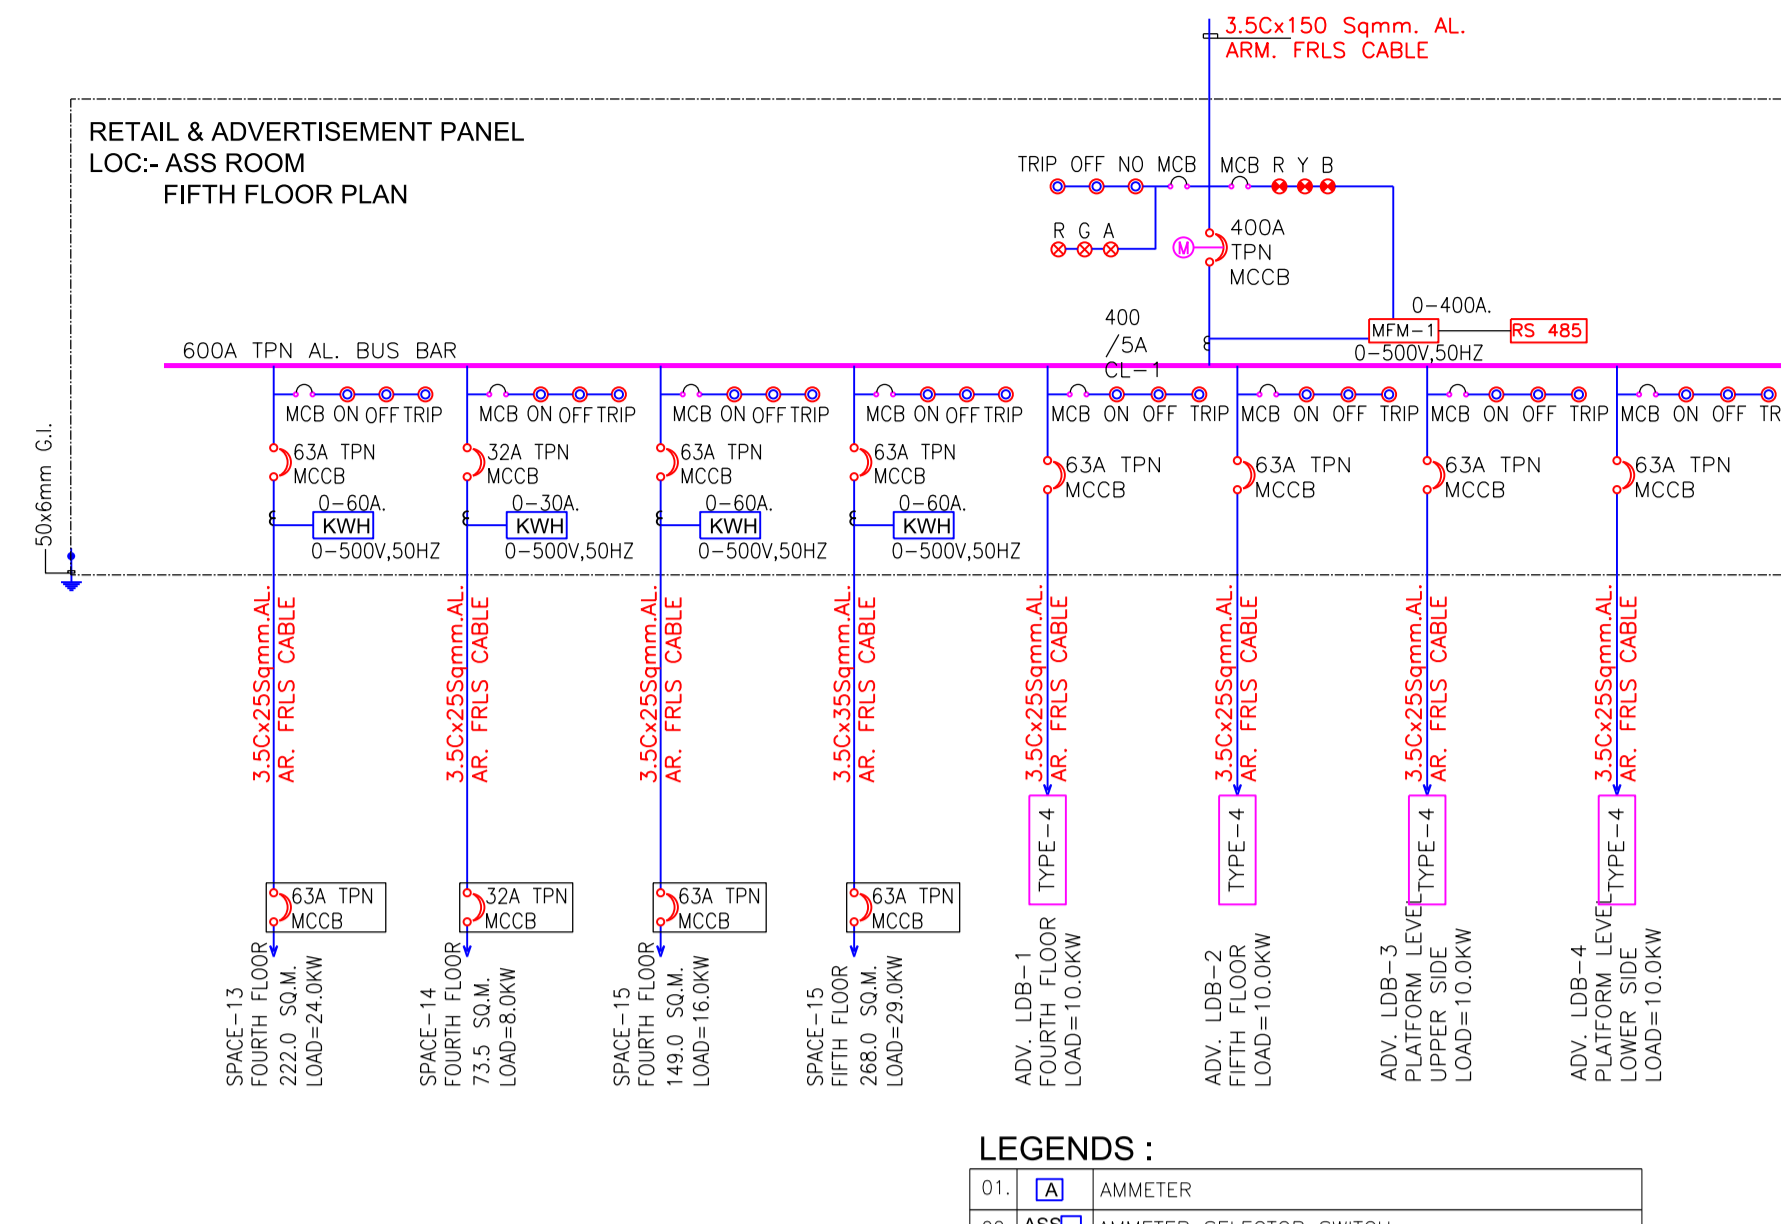 3.5Cx150 Sqmm. AL.
ARM. FRLS CABLE
RETAIL & ADVERTISEMENT PANEL
LOC:- ASS ROOM
FIFTH FLOOR PLAN
TRIP OFF NO MCB MCB R Y B
R G A
M
400A
TPN
MCCB
400
/5A
CL-1
0-400A.
MFM-1
RS 485
0-500V,50HZ
600A TPN AL. BUS BAR
MCB ON OFF TRIP
MCB ON OFF TRIP
MCB ON OFF TRIP
MCB ON OFF TRIP
MCB ON OFF TRIP
MCB ON OFF TRIP
MCB ON OFF TRIP
MCB ON OFF TR
63A TPN
MCCB
32A TPN
MCCB
63A TPN
MCCB
63A TPN
MCCB
63A TPN
MCCB
63A TPN
MCCB
63A TPN
MCCB
63A TPN
MCCB
0-60A.
KWH
0-500V,50HZ
0-30A.
KWH
0-500V,50HZ
0-60A.
KWH
0-500V,50HZ
0-60A.
KWH
0-500V,50HZ
50x6mm G.I.
3.5Cx25Sqmm.AL.
AR. FRLS CABLE
3.5Cx25Sqmm.AL.
AR. FRLS CABLE
3.5Cx25Sqmm.AL.
AR. FRLS CABLE
3.5Cx35Sqmm.AL.
AR. FRLS CABLE
3.5Cx25Sqmm.AL.
AR. FRLS CABLE
3.5Cx25Sqmm.AL.
AR. FRLS CABLE
3.5Cx25Sqmm.AL.
AR. FRLS CABLE
3.5Cx25Sqmm.AL.
AR. FRLS CABLE
TYPE-4
TYPE-4
TYPE-4
TYPE-4
63A TPN
MCCB
32A TPN
MCCB
63A TPN
MCCB
63A TPN
MCCB
SPACE-13
FOURTH FLOOR
222.0 SQ.M.
LOAD=24.0KW
SPACE-14
FOURTH FLOOR
73.5 SQ.M.
LOAD=8.0KW
SPACE-15
FOURTH FLOOR
149.0 SQ.M.
LOAD=16.0KW
SPACE-15
FIFTH FLOOR
268.0 SQ.M.
LOAD=29.0KW
ADV. LDB-1
FOURTH FLOOR
LOAD=10.0KW
ADV. LDB-2
FIFTH FLOOR
LOAD=10.0KW
ADV. LDB-3
PLATFORM LEVEL
UPPER SIDE
LOAD=10.0KW
ADV. LDB-4
PLATFORM LEVEL
LOWER SIDE
LOAD=10.0KW
LEGENDS :
01. A AMMETER
ASS AMMETER SELECTOR SWITCH